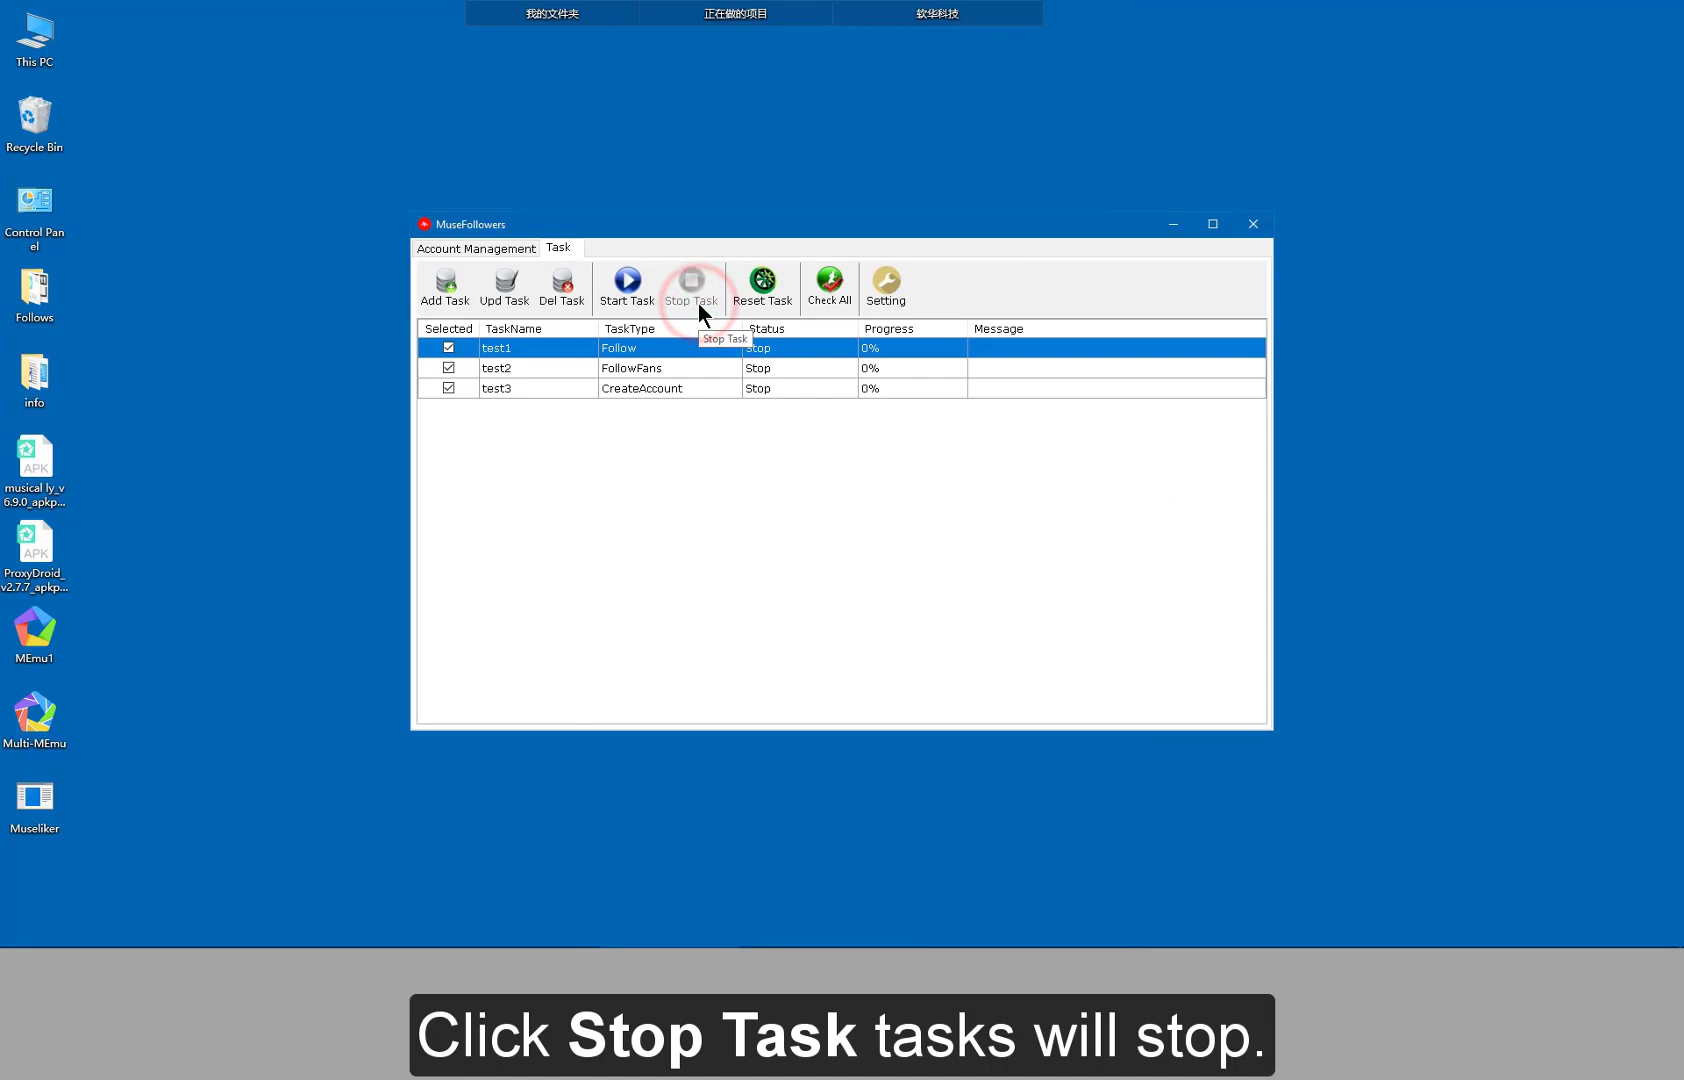 我的文件夹 正在做的项目 软华科技
This PC
Recycle Bin
Control Pan
el
Follows
info
APK
musical ly_v
6.9.0_apkp...
APK
ProxyDroid_
v2.7.7_apkp...
MEmu1
Multi-MEmu
Museliker
MuseFollowers
Account Management Task
Add Task Upd Task Del Task Start Task Stop Task Reset Task Check All Setting
Selected TaskName TaskType Status Progress Message
Stop Task
test1 Follow Stop 0%
test2 FollowFans Stop 0%
test3 CreateAccount Stop 0%
Click Stop Task tasks will stop.